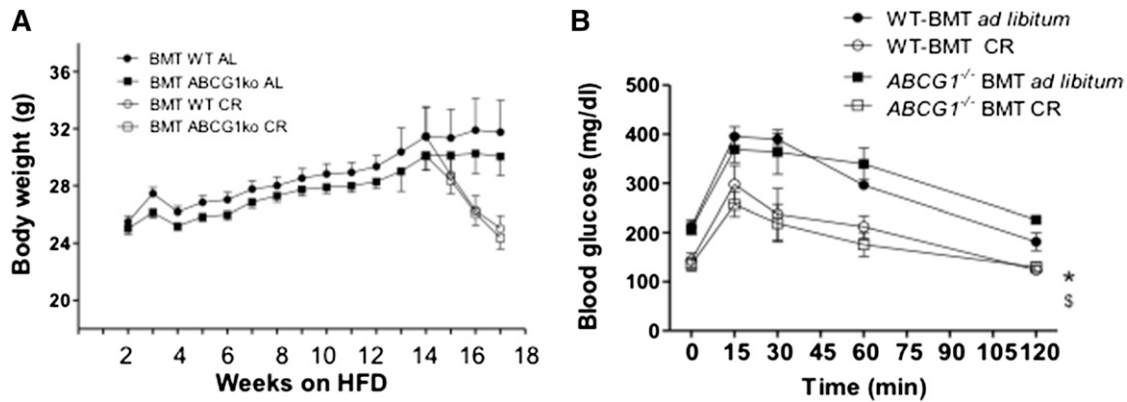 A
BMT WT AL
BMT ABCG1ko AL
BMT WT CR
BMT ABCG1ko CR
Body weight (g)
36
32
28
24
20
2 4 6 8 10 12 14 16 18
Weeks on HFD
B
WT-BMT ad libitum
WT-BMT CR
ABCG1-/- BMT ad libitum
ABCG1-/- BMT CR
Blood glucose (mg/dl)
500
400
300
200
100
0
*
$
0 15 30 45 60 75 90 105 120
Time (min)